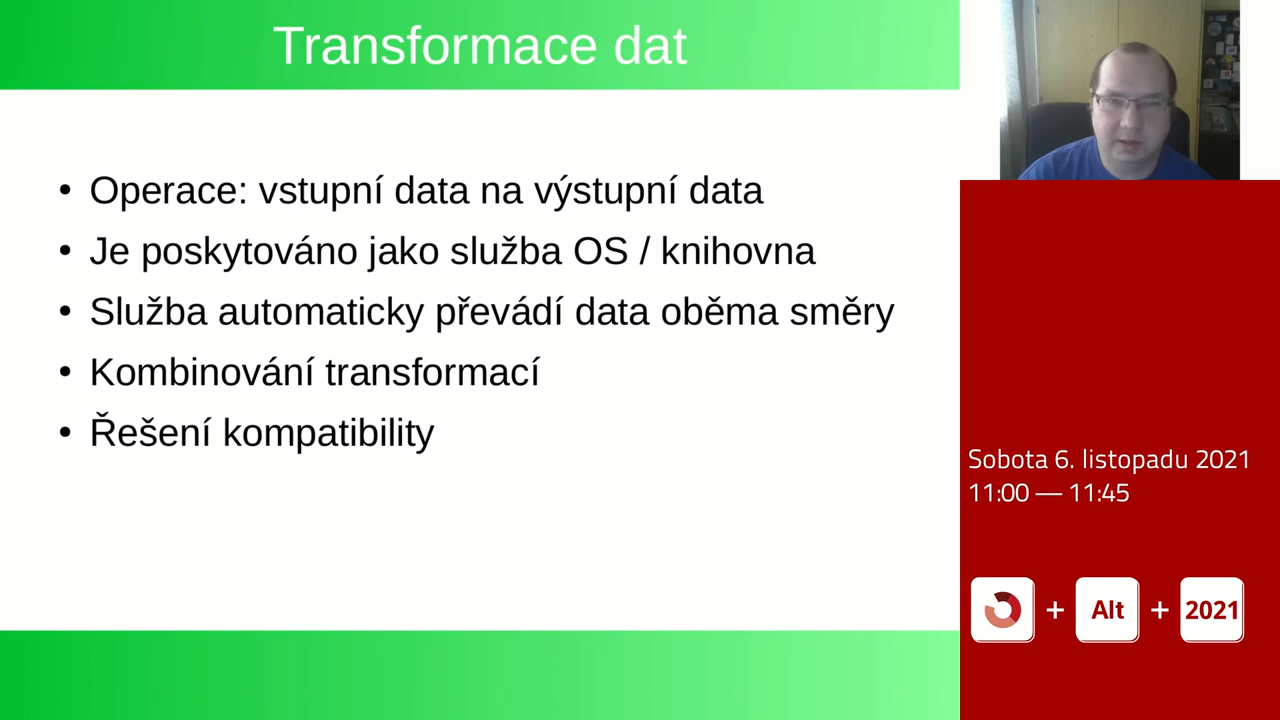 Transformace dat
• Operace: vstupní data na výstupní data
• Je poskytováno jako služba OS / knihovna
• Služba automaticky převádí data oběma směry
• Kombinování transformací
• Řešení kompatibility
Sobota 6. listopadu 2021
11:00 — 11:45
+ Alt + 2021